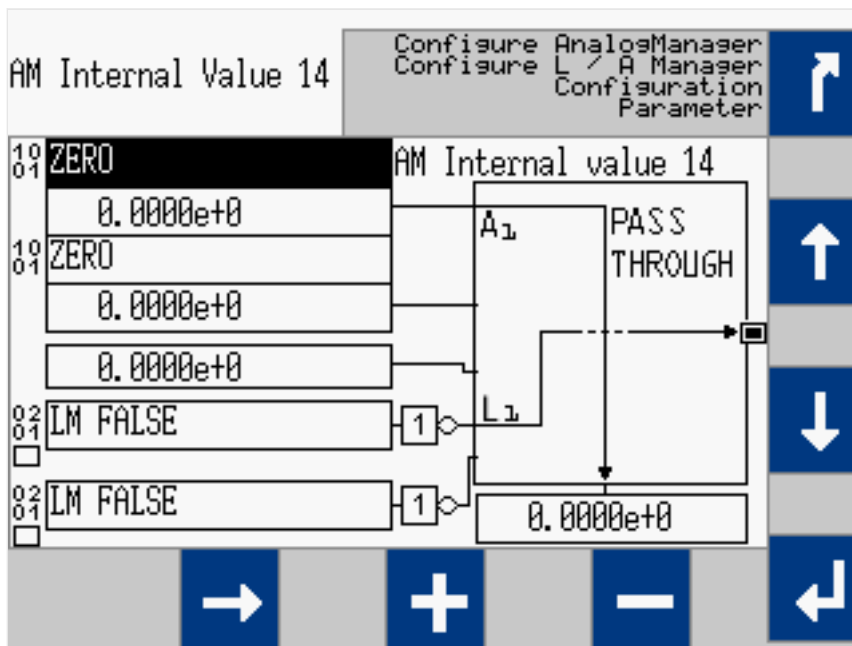 AM Internal Value 14
Configure AnalogManager
Configure L / A Manager
Configuration
Parameter
10
01
ZERO
AM Internal value 14
0.0000e+0
A1
PASS
THROUGH
10
01
ZERO
0.0000e+0
0.0000e+0
02
01
LM FALSE
1
L1
02
01
LM FALSE
1
0.0000e+0